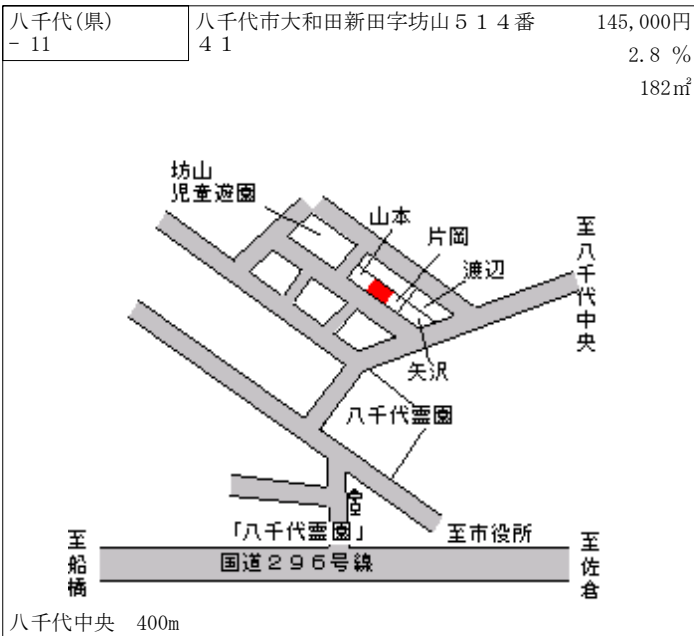 八千代(県)
- 11
八千代市大和田新田字坊山５１４番
４１
145,000円
2.8 %
182㎡
坊山
児童遊園
山本
片岡
渡辺
至八千代中央
矢沢
八千代霊園
「八千代霊園」
至市役所
至船橋
国道２９６号線
至佐倉
八千代中央 400m